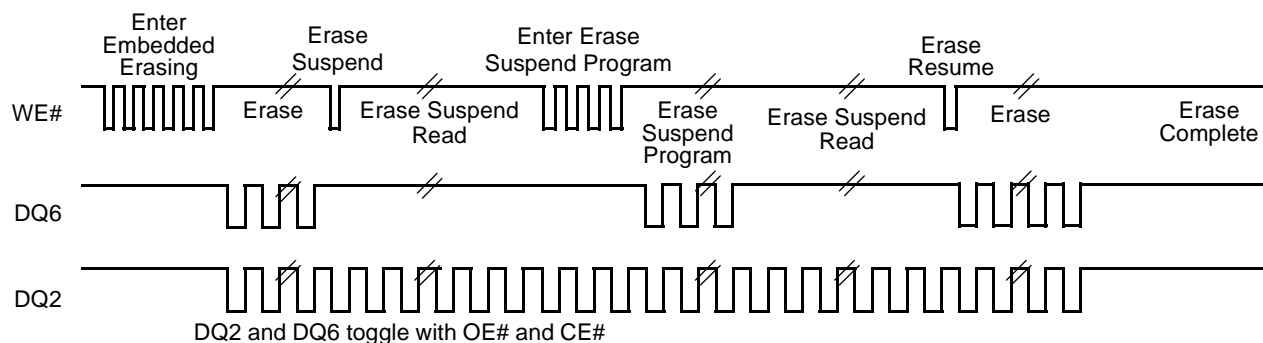 Enter
Embedded
Erasing
Erase
Suspend
Enter Erase
Suspend Program
Erase
Resume
WE#
Erase
Erase Suspend
Read
Erase
Suspend
Program
Erase Suspend
Read
Erase
Erase
Complete
DQ6
DQ2
DQ2 and DQ6 toggle with OE# and CE#